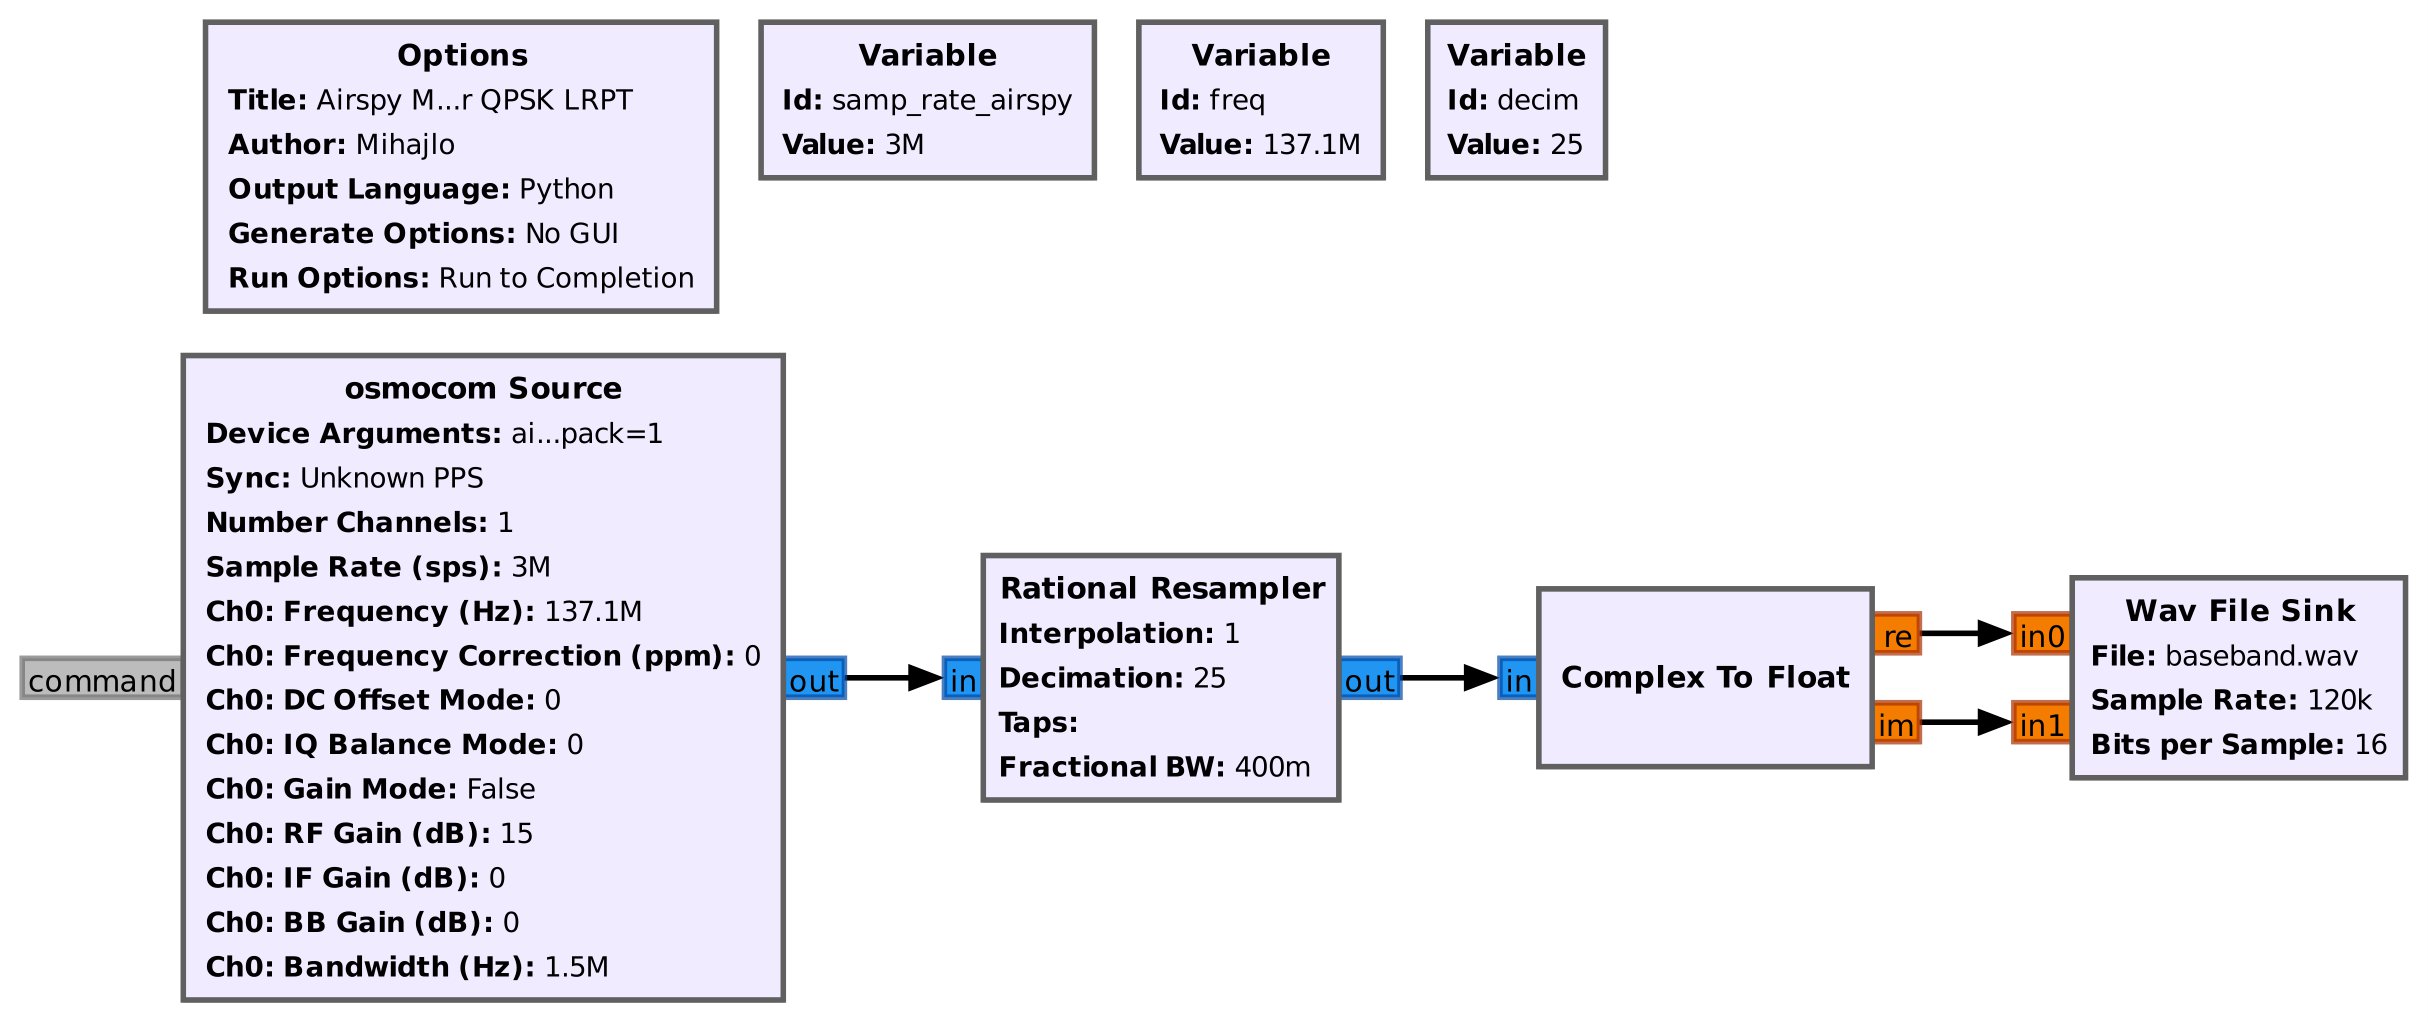 Options
Title: Airspy M...r QPSK LRPT
Author: Mihajlo
Output Language: Python
Generate Options: No GUI
Run Options: Run to Completion
Variable
Id: samp_rate_airspy
Value: 3M
Variable
Id: freq
Value: 137.1M
Variable
Id: decim
Value: 25
command
osmocom Source
Device Arguments: ai...pack=1
Sync: Unknown PPS
Number Channels: 1
Sample Rate (sps): 3M
Ch0: Frequency (Hz): 137.1M
Ch0: Frequency Correction (ppm): 0
Ch0: DC Offset Mode: 0
Ch0: IQ Balance Mode: 0
Ch0: Gain Mode: False
Ch0: RF Gain (dB): 15
Ch0: IF Gain (dB): 0
Ch0: BB Gain (dB): 0
Ch0: Bandwidth (Hz): 1.5M
out
in
Rational Resampler
Interpolation: 1
Decimation: 25
Taps:
Fractional BW: 400m
out
in
Complex To Float
re
im
in0
in1
Wav File Sink
File: baseband.wav
Sample Rate: 120k
Bits per Sample: 16